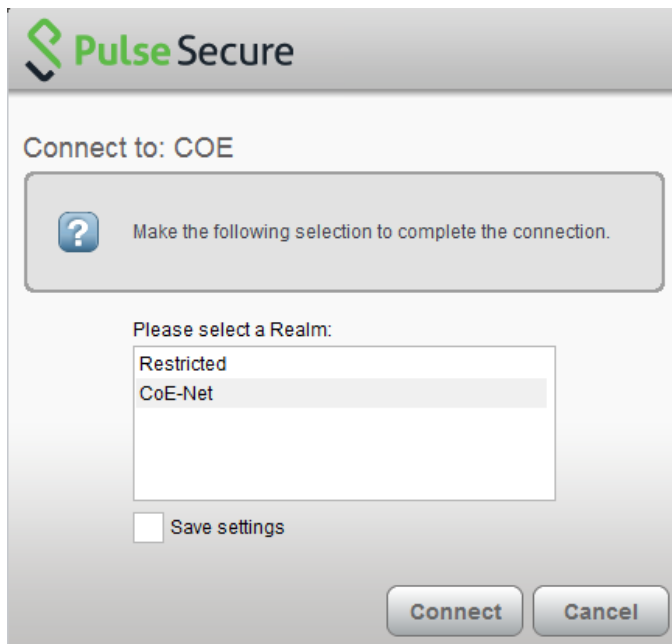 Pulse Secure
Connect to: COE
?
Make the following selection to complete the connection.
Please select a Realm:
Restricted
CoE-Net
Save settings
Connect Cancel